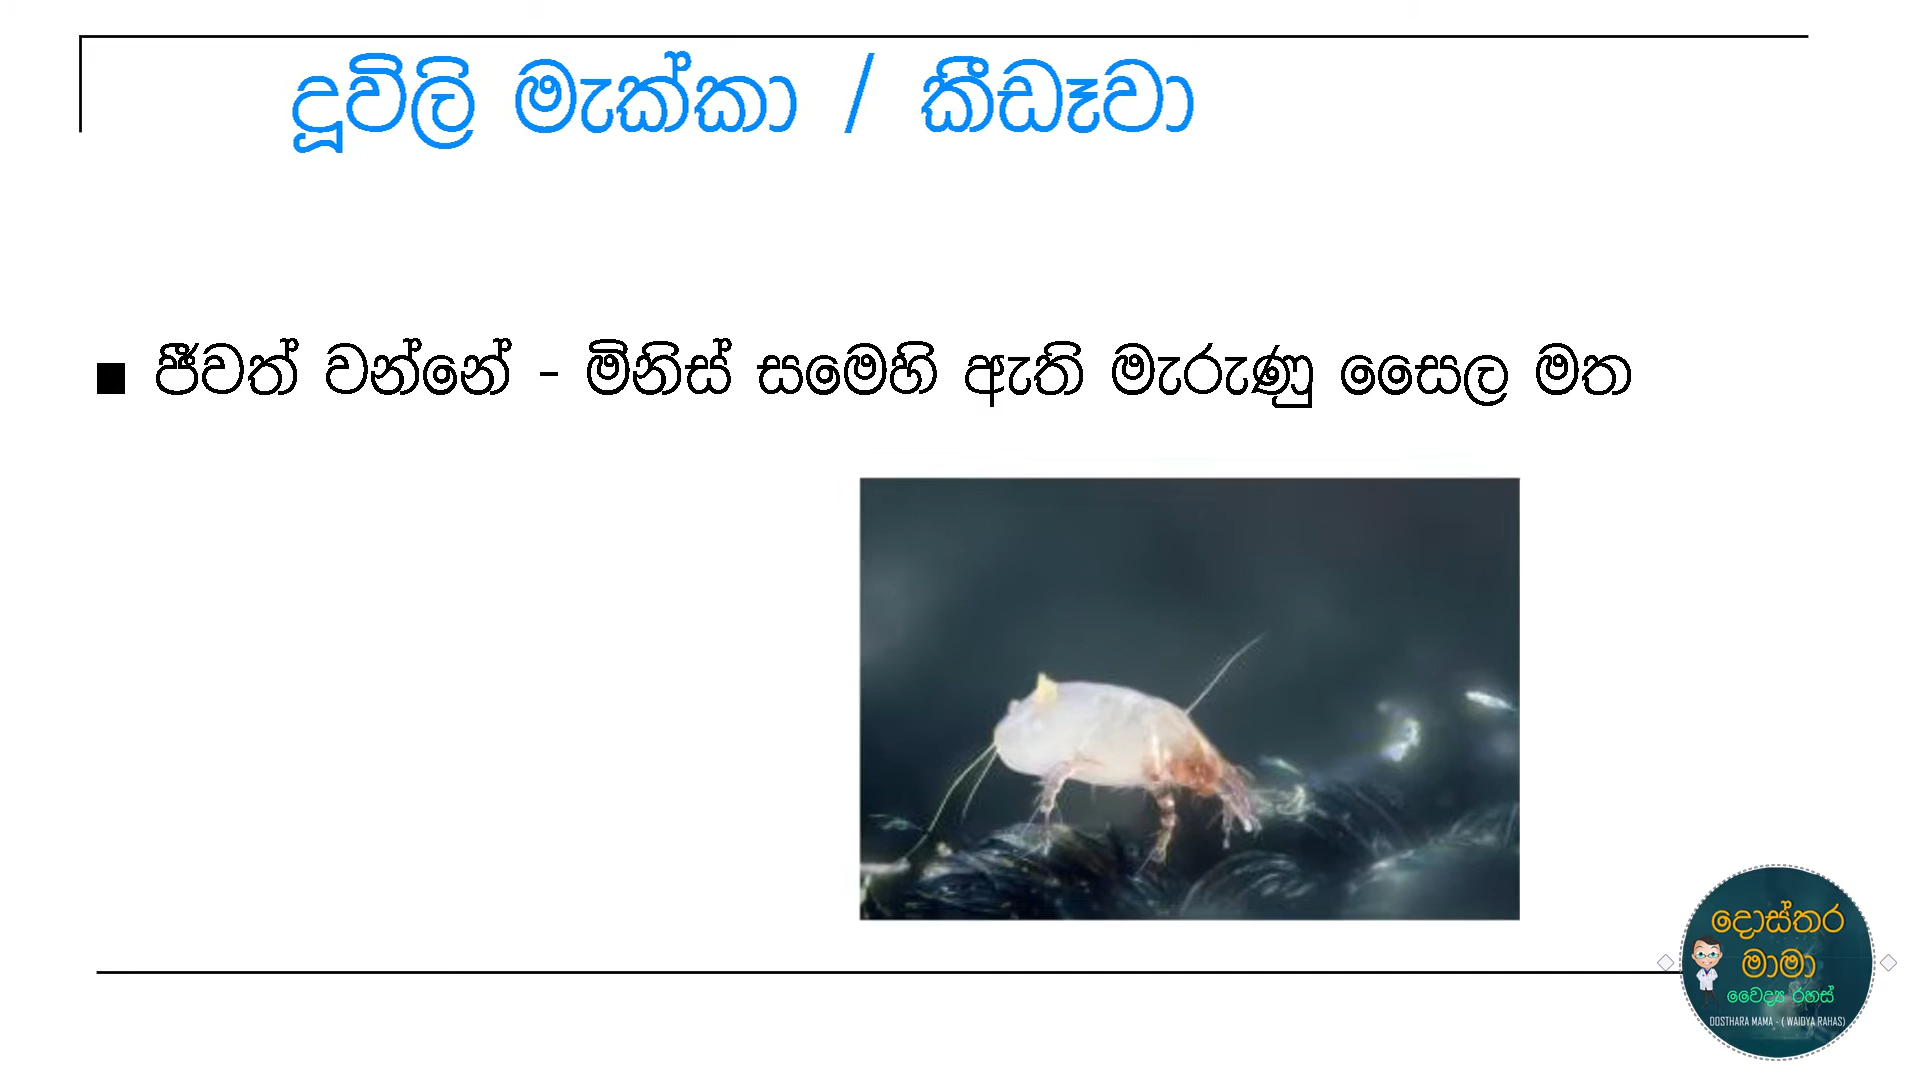 දූවිලි මැක්කා / කීඩෑවා
■ ජීවත් වන්නේ - මිනිස් සමෙහි ඇති මැරුණු සෛල මත
දොස්තර
මාමා
වෛද්‍ය රහස්
DOSTHARA MAMA - ( WAIDYA RAHAS)